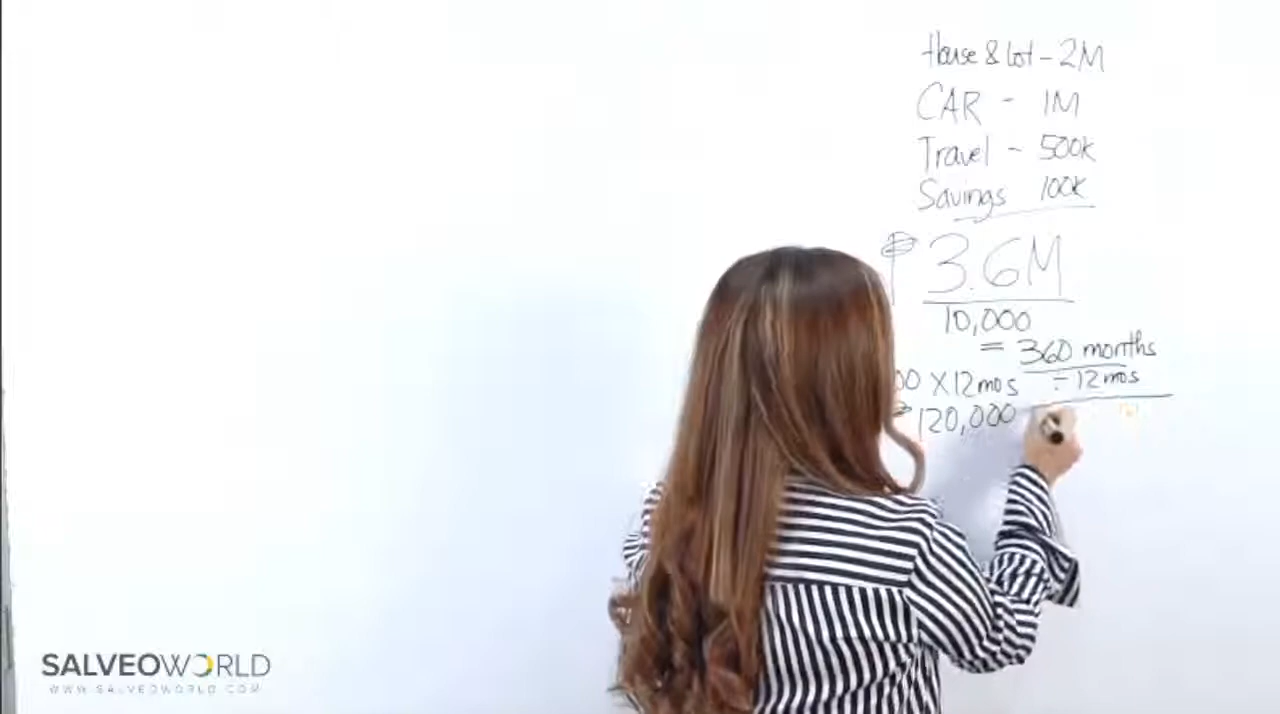 House & Lot - 2M
CAR - 1M
Travel - 500k
Savings 100k
₱ 3.6M
10,000
= 360 months
00 X 12 mos ÷ 12 mos
₱120,000
SALVEOWORLD
WWW.SALVEOWORLD.COM